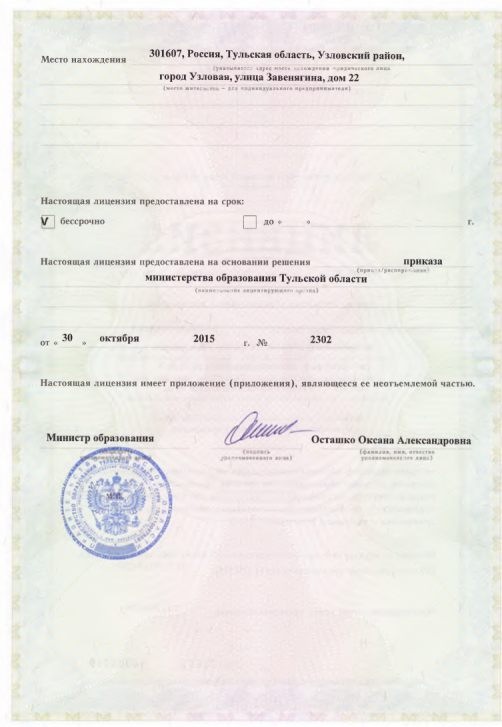 Место нахождения 301607, Россия, Тульская область, Узловский район,
(указывается адрес места нахождения юридического лица
город Узловая, улица Завенягина, дом 22
(место жительства – для индивидуального предпринимателя)
Настоящая лицензия предоставлена на срок:
V бессрочно до « » г.
Настоящая лицензия предоставлена на основании решения приказа
(приказ/распоряжение)
министерства образования Тульской области
(наименование лицензирующего органа)
от « 30 » октября 2015 г. № 2302
Настоящая лицензия имеет приложение (приложения), являющееся ее неотъемлемой частью.
Министр образования Осташко Оксана Александровна
(подпись (фамилия, имя, отчество
уполномоченного лица) уполномоченного лица)
М.П.